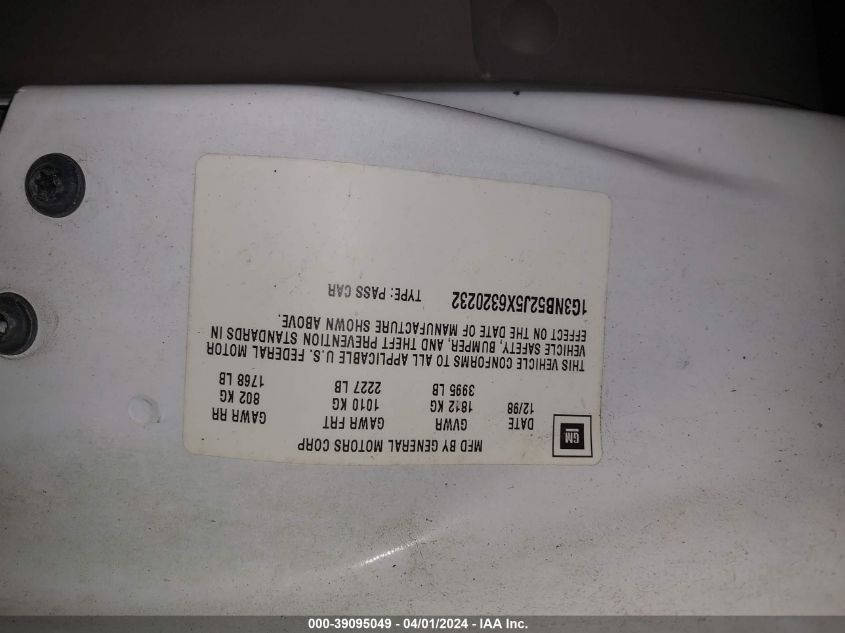 GM
MFD BY GENERAL MOTORS CORP
DATE GVWR GAWR FRT GAWR RR
12/98 1812 KG 1010 KG 802 KG
3995 LB 2227 LB 1768 LB
THIS VEHICLE CONFORMS TO ALL APPLICABLE U.S. FEDERAL MOTOR
VEHICLE SAFETY, BUMPER, AND THEFT PREVENTION STANDARDS IN
EFFECT ON THE DATE OF MANUFACTURE SHOWN ABOVE.
1G3NB52J5X6320232 TYPE: PASS CAR
000-39095049 - 04/01/2024 - IAA Inc.